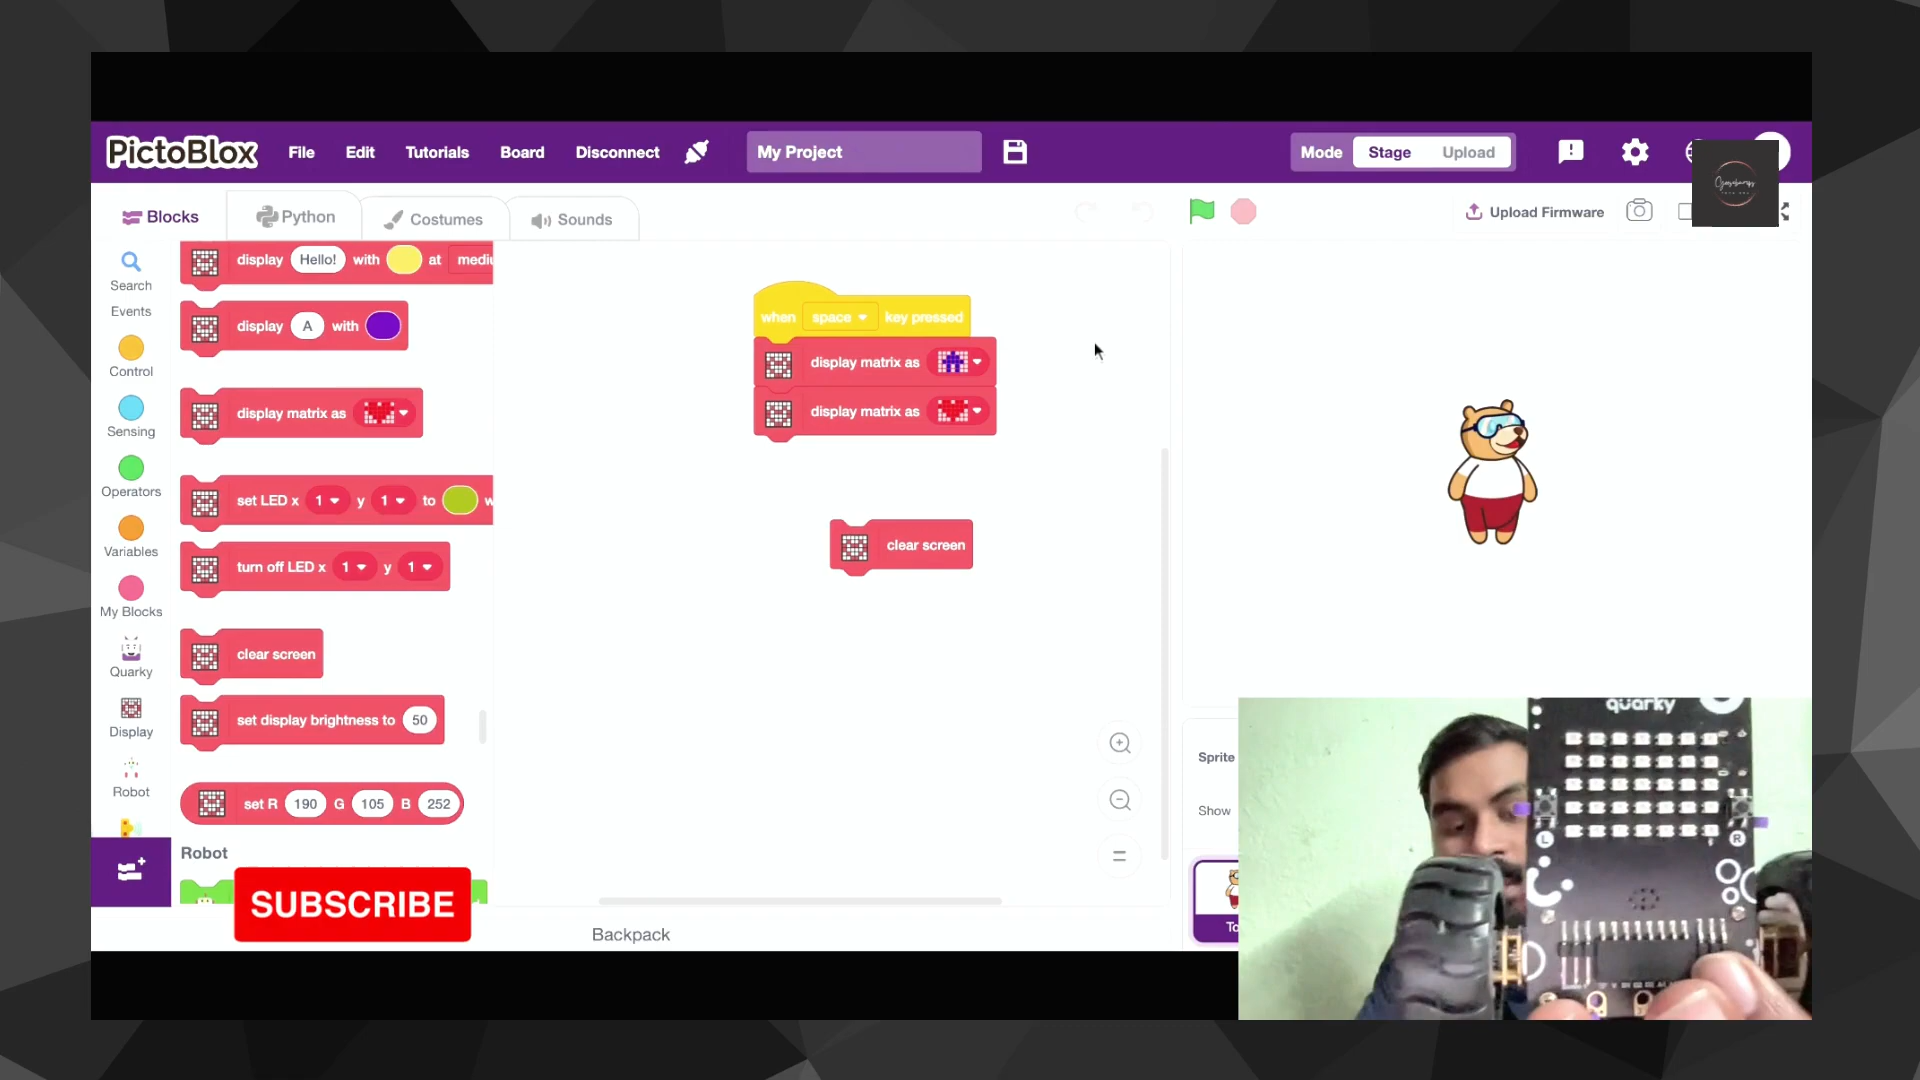 PictoBlox File Edit Tutorials Board Disconnect My Project Mode Stage Upload
Blocks Python Costumes Sounds Upload Firmware
Search
Events
Control
Sensing
Operators
Variables
My Blocks
Quarky
Display
Robot
display Hello! with at
display A with
display matrix as
set LED x 1 y 1 to
turn off LED x 1 y 1
clear screen
set display brightness to 50
set R 190 G 105 B 252
Robot
SUBSCRIBE
when space key pressed
display matrix as
display matrix as
clear screen
Backpack
Sprite
Show
quarky
L
R